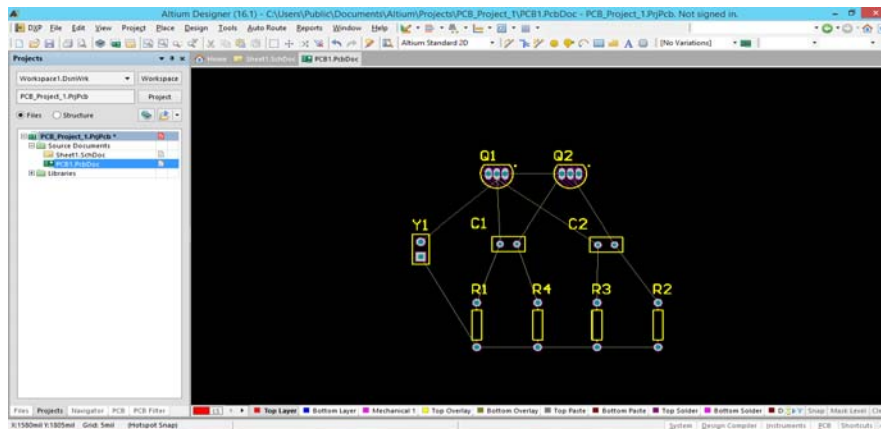 Altium Designer (16.1) - C:\Users\Public\Documents\Altium\Projects\PCB_Project_1\PCB1.PcbDoc - PCB_Project_1.PrjPcb. Not signed in.
DXP File Edit View Project Place Design Tools Auto Route Reports Window Help
Altium Standard 2D [No Variations]
Projects
Home Sheet1.SchDoc PCB1.PcbDoc
Workspace1.DsnWrk Workspace
PCB_Project_1.PrjPcb Project
Files Structure
PCB_Project_1.PrjPcb *
Source Documents
Sheet1.SchDoc
PCB1.PcbDoc
Libraries
Q1 Q2
Y1 C1 C2
R1 R4 R3 R2
Files Projects Navigator PCB PCB Filter
LS Top Layer Bottom Layer Mechanical 1 Top Overlay Bottom Overlay Top Paste Bottom Paste Top Solder Bottom Solder Snap Mask Level
X:1580mil Y:1805mil Grid: 5mil (Hotspot Snap)
System Design Compiler Instruments PCB Shortcuts